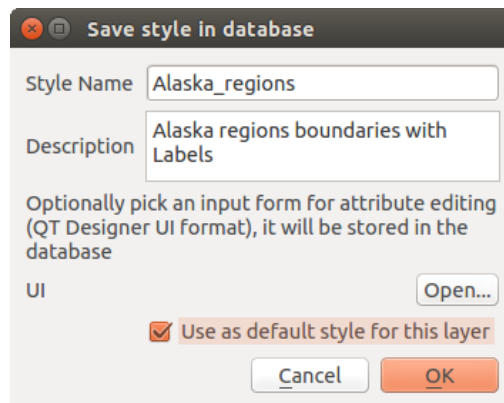 Save style in database
Style Name Alaska_regions
Description Alaska regions boundaries with
Labels
Optionally pick an input form for attribute editing
(QT Designer UI format), it will be stored in the
database
UI Open...
Use as default style for this layer
Cancel OK